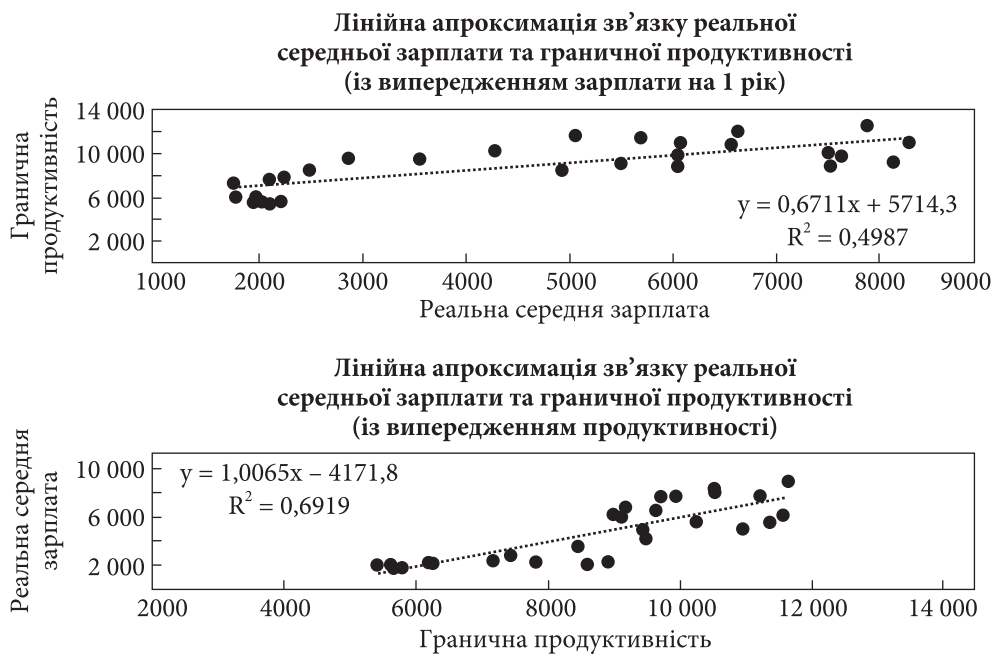 Лінійна апроксимація зв’язку реальної
середньої зарплати та граничної продуктивності
(із випередженням зарплати на 1 рік)
Гранична
продуктивність
14 000
10 000
6 000
2 000
y = 0,6711x + 5714,3
R² = 0,4987
1000 2000 3000 4000 5000 6000 7000 8000 9000
Реальна середня зарплата
Лінійна апроксимація зв’язку реальної
середньої зарплати та граничної продуктивності
(із випередженням продуктивності)
Реальна середня
зарплата
10 000
6 000
2 000
y = 1,0065x – 4171,8
R² = 0,6919
2000 4000 6000 8000 10 000 12 000 14 000
Гранична продуктивність